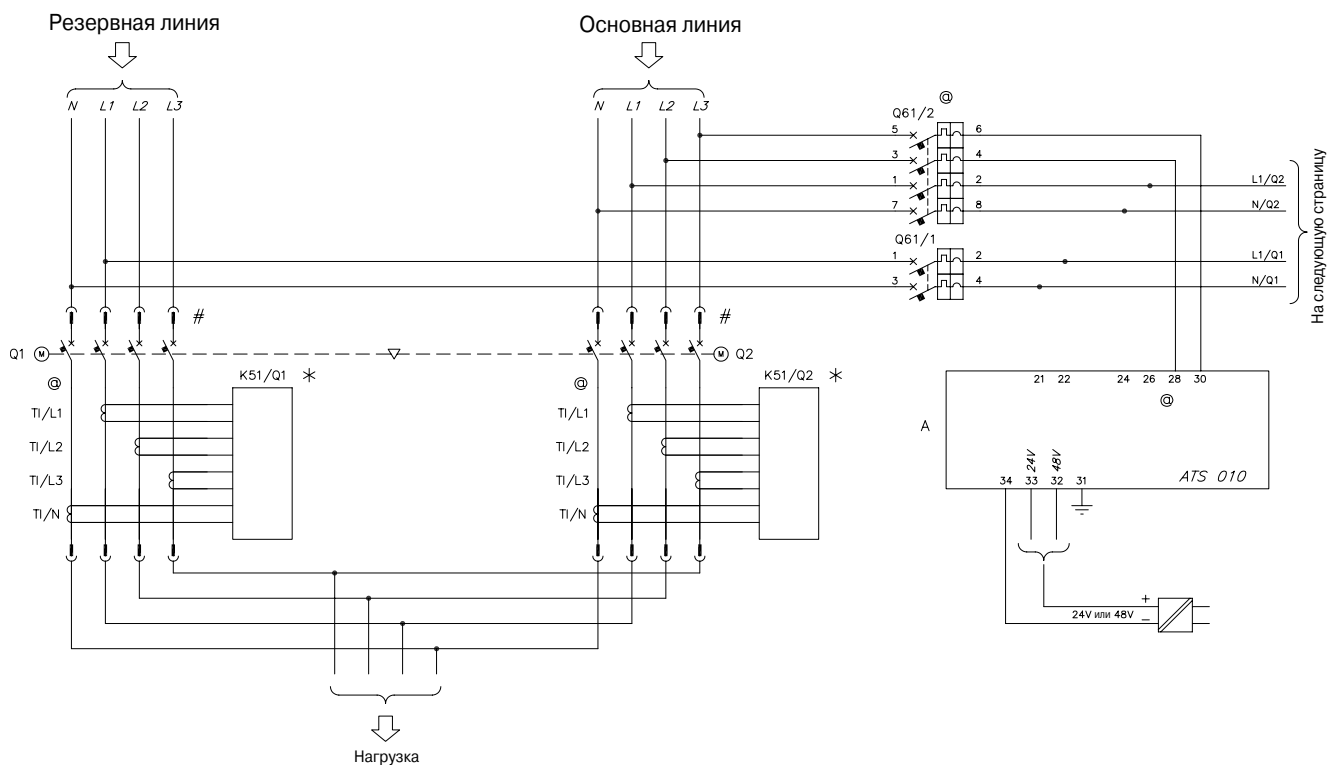 Резервная линия
Основная линия
N L1 L2 L3
N L1 L2 L3
@
Q61/2
5 6
3 4
1 2 L1/Q2
7 8 N/Q2
Q61/1
1 2 L1/Q1
3 4 N/Q1
На следующую страницу
#
#
Q1 M
M Q2
@
K51/Q1 *
@
K51/Q2 *
TI/L1
TI/L2
TI/L3
TI/N
TI/L1
TI/L2
TI/L3
TI/N
21 22 24 26 28 30
@
A
24V 48V
34 33 32 31
ATS 010
+
24V или 48V –
Нагрузка